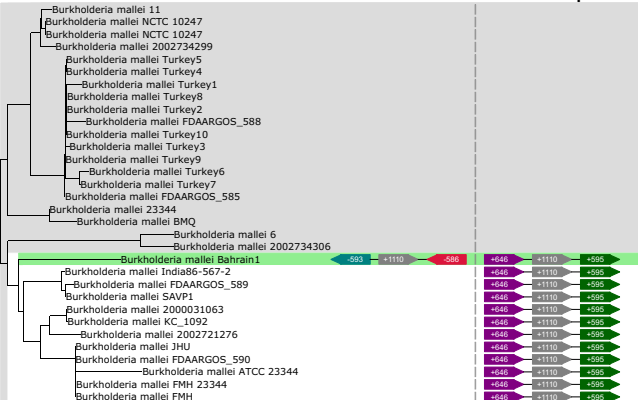 Burkholderia mallei 11
Burkholderia mallei NCTC 10247
Burkholderia mallei NCTC 10247
Burkholderia mallei 2002734299
Burkholderia mallei Turkey5
Burkholderia mallei Turkey4
Burkholderia mallei Turkey1
Burkholderia mallei Turkey8
Burkholderia mallei Turkey2
Burkholderia mallei FDAARGOS_588
Burkholderia mallei Turkey10
Burkholderia mallei Turkey3
Burkholderia mallei Turkey9
Burkholderia mallei Turkey6
Burkholderia mallei Turkey7
Burkholderia mallei FDAARGOS_585
Burkholderia mallei 23344
Burkholderia mallei BMQ
Burkholderia mallei 6
Burkholderia mallei 2002734306
Burkholderia mallei Bahrain1 -593 +1110 -586 +646 +1110 +595
Burkholderia mallei India86-567-2 +646 +1110 +595
Burkholderia mallei FDAARGOS_589 +646 +1110 +595
Burkholderia mallei SAVP1 +646 +1110 +595
Burkholderia mallei 2000031063 +646 +1110 +595
Burkholderia mallei KC_1092 +646 +1110 +595
Burkholderia mallei 2002721276 +646 +1110 +595
Burkholderia mallei JHU +646 +1110 +595
Burkholderia mallei FDAARGOS_590 +646 +1110 +595
Burkholderia mallei ATCC 23344 +646 +1110 +595
Burkholderia mallei FMH 23344 +646 +1110 +595
Burkholderia mallei FMH +646 +1110 +595